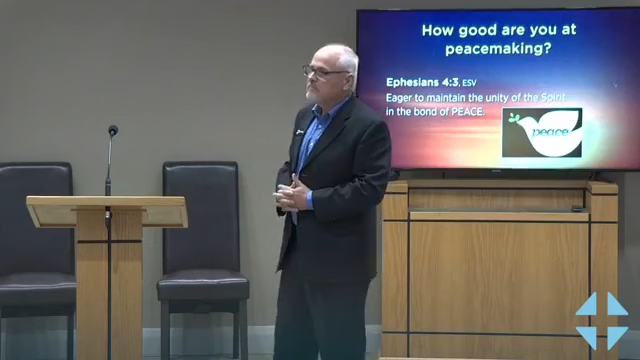 How good are you at
peacemaking?
Ephesians 4:3, ESV
Eager to maintain the unity of the Spirit
in the bond of PEACE.
peace